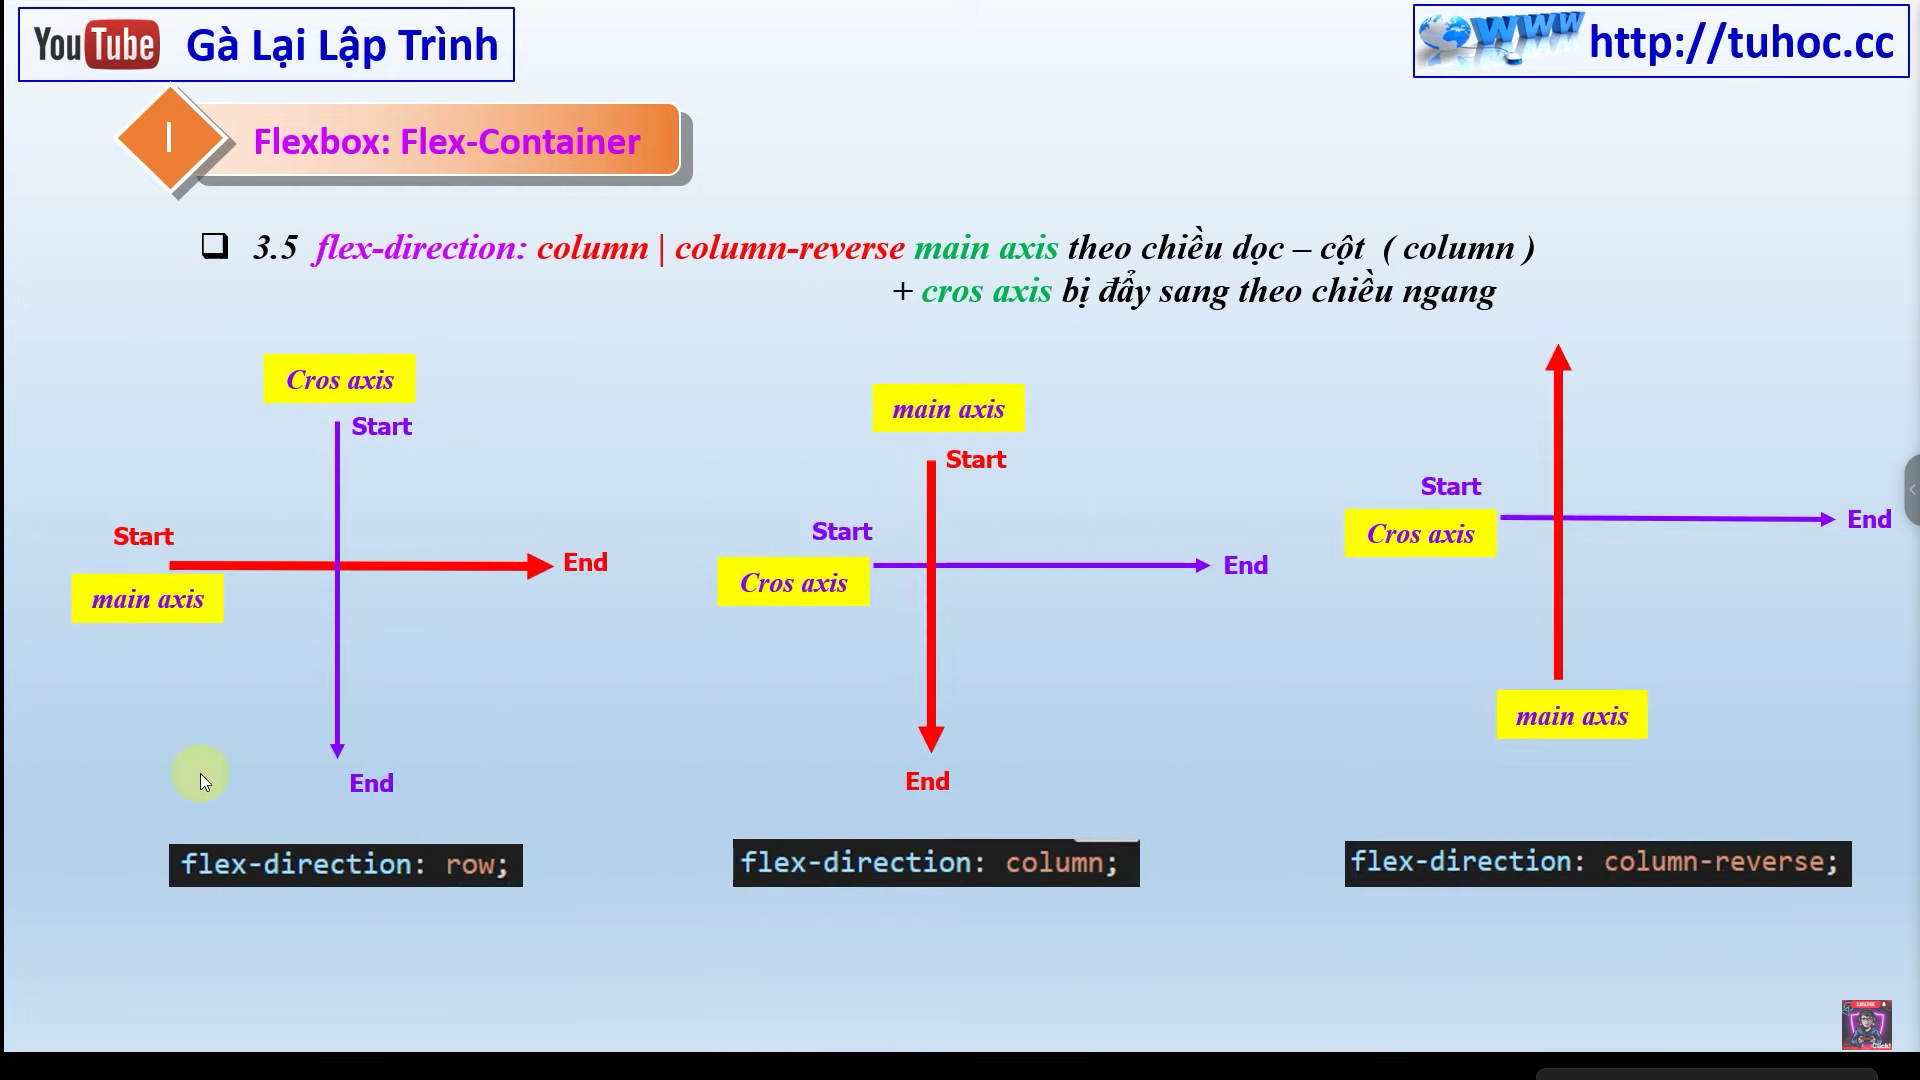 YouTube Gà Lại Lập Trình
WWW http://tuhoc.cc
I Flexbox: Flex-Container
3.5 flex-direction: column | column-reverse main axis theo chiều dọc – cột ( column )
+ cros axis bị đẩy sang theo chiều ngang
Cros axis
Start
Start
End
main axis
End
flex-direction: row;
main axis
Start
Start
Cros axis
End
End
flex-direction: column;
Start
Cros axis
End
main axis
flex-direction: column-reverse;
SUBSCRIBE
Click!